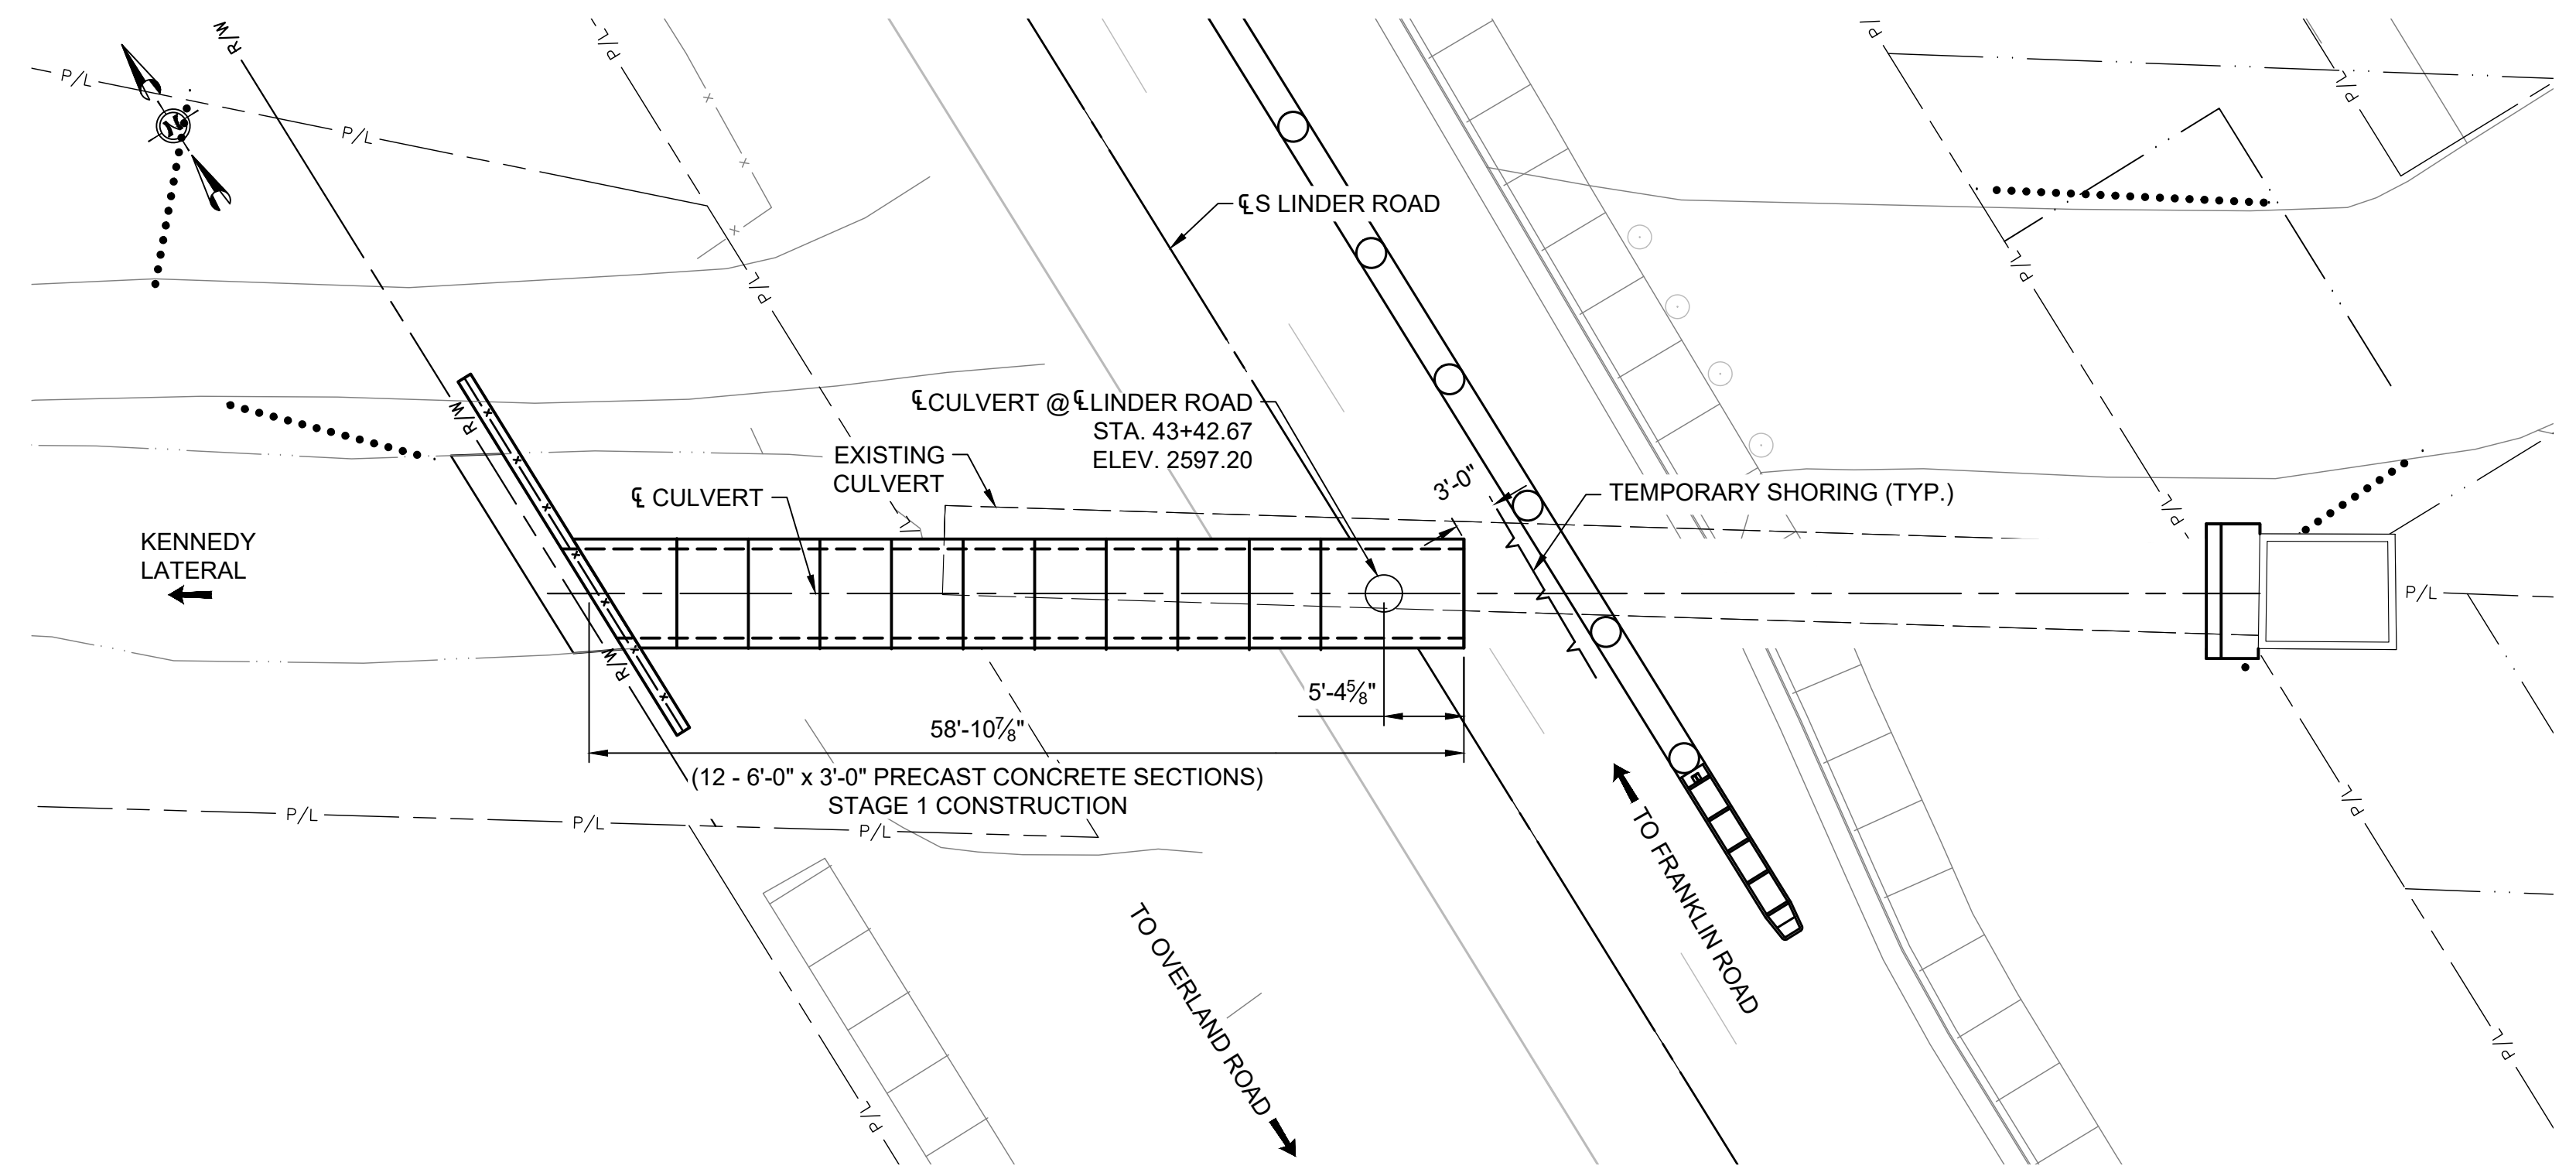 R/W
P/L
P/L
P/L
P/L
P/L
P/L
N
℄ S LINDER ROAD
P/L
P/L
R/W
℄ CULVERT @ ℄ LINDER ROAD
STA. 43+42.67
ELEV. 2597.20
EXISTING
CULVERT
℄ CULVERT
3'-0"
TEMPORARY SHORING (TYP.)
P/L
KENNEDY
LATERAL
P/L
R/W
5'-4⅝"
58'-10⅞"
(12 - 6'-0" x 3'-0" PRECAST CONCRETE SECTIONS)
STAGE 1 CONSTRUCTION
P/L
P/L
P/L
P/L
TO FRANKLIN ROAD
TO OVERLAND ROAD
P/L
P/L